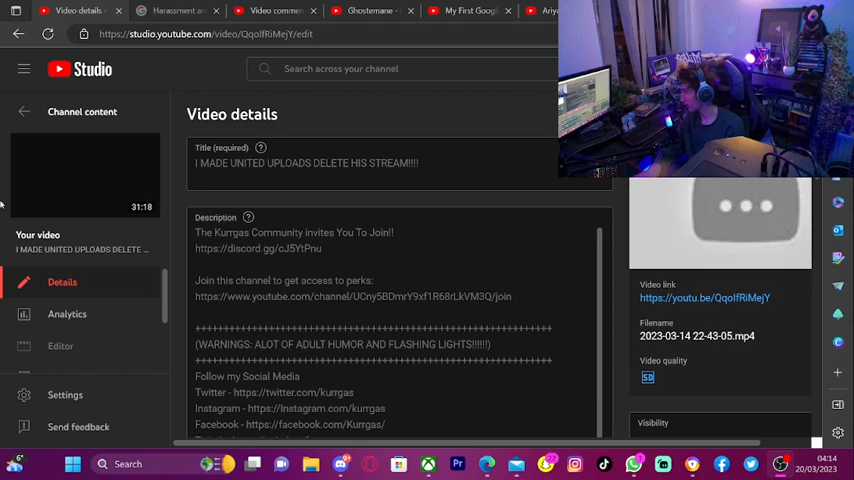 Video details -
Harassment an
Video commen
Ghostemane -
My First Googl
Ariya
https://studio.youtube.com/video/QqoIfRiMejY/edit
Studio
Search across your channel
Channel content
Video details
Title (required)
I MADE UNITED UPLOADS DELETE HIS STREAM!!!!
31:18
Your video
I MADE UNITED UPLOADS DELETE ...
Description
The Kurrgas Community invites You To Join!!
https://discord.gg/cJ5YtPnu
Join this channel to get access to perks:
https://www.youtube.com/channel/UCny5BDmrY9xf1R68rLkVM3Q/join
++++++++++++++++++++++++++++++++++++++++++++++++++++++
(WARNINGS: ALOT OF ADULT HUMOR AND FLASHING LIGHTS!!!!!!)
++++++++++++++++++++++++++++++++++++++++++++++++++++++
Follow my Social Media
Twitter - https://twitter.com/kurrgas
Instagram - https://Instagram.com/kurrgas
Facebook - https://facebook.com/Kurrgas/
Details
Analytics
Editor
Settings
Send feedback
Video link
https://youtu.be/QqoIfRiMejY
Filename
2023-03-14 22-43-05.mp4
Video quality
SD
Visibility
6°
Search
22
1
04:14
20/03/2023